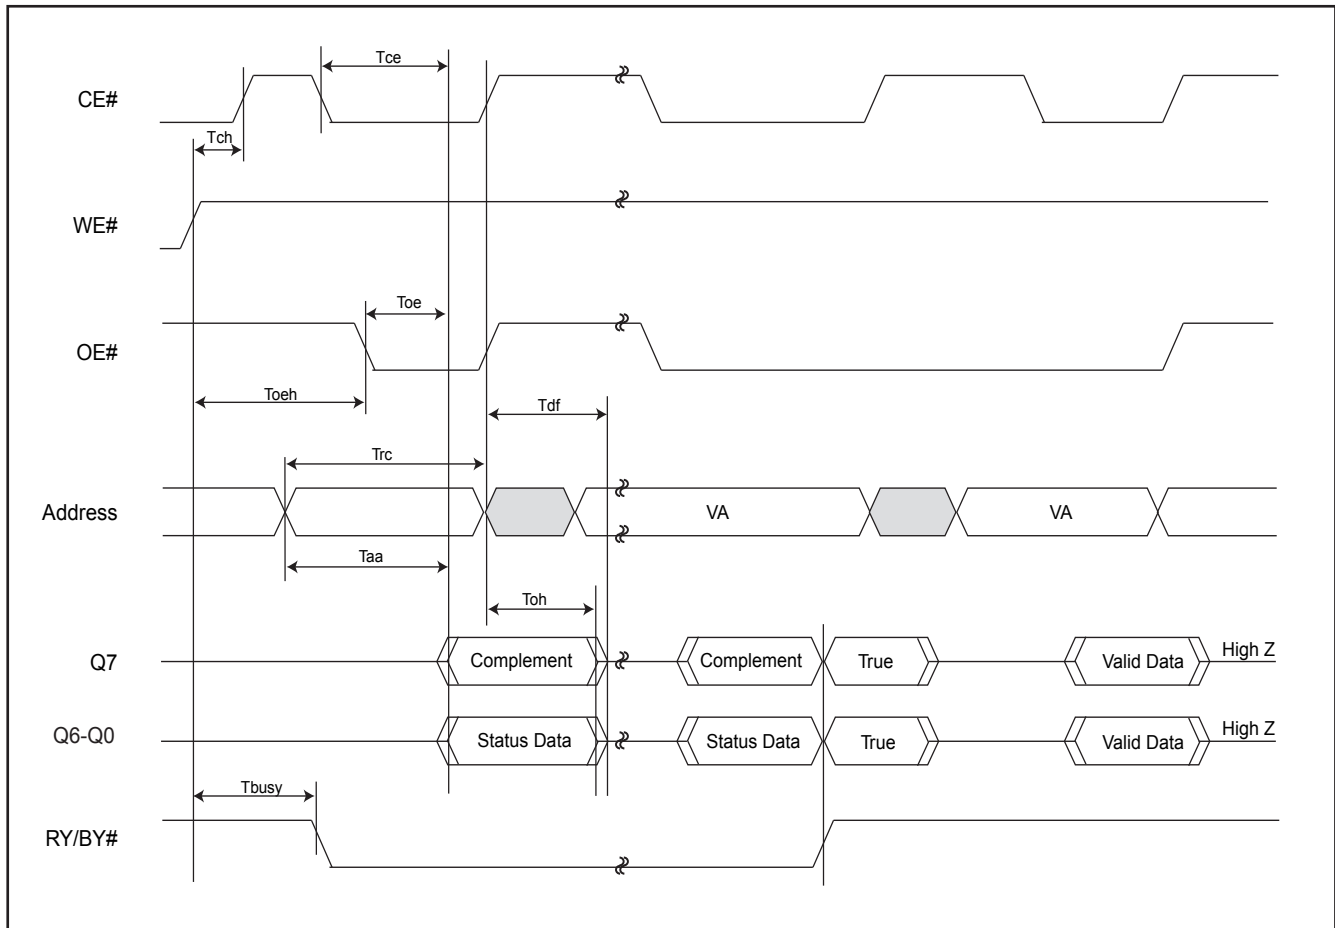 Tce
CE#
Tch
WE#
Toe
OE#
Toeh
Tdf
Trc
Address VA VA
Taa
Toh
Q7 Complement Complement True Valid Data High Z
Q6-Q0 Status Data Status Data True Valid Data High Z
Tbusy
RY/BY#